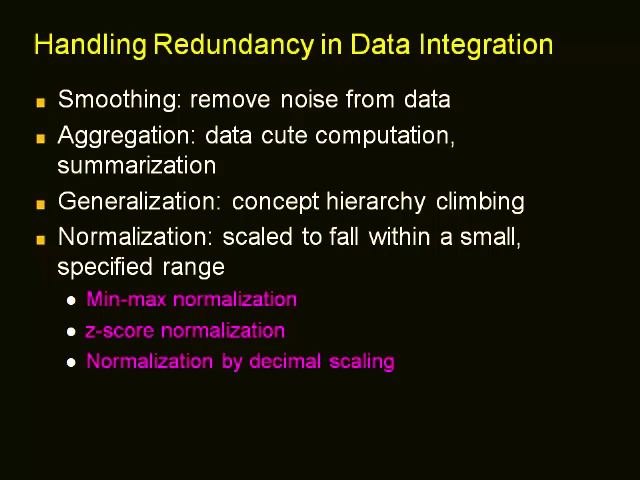 Handling Redundancy in Data Integration
Smoothing: remove noise from data
Aggregation: data cute computation,
summarization
Generalization: concept hierarchy climbing
Normalization: scaled to fall within a small,
specified range
Min-max normalization
z-score normalization
Normalization by decimal scaling